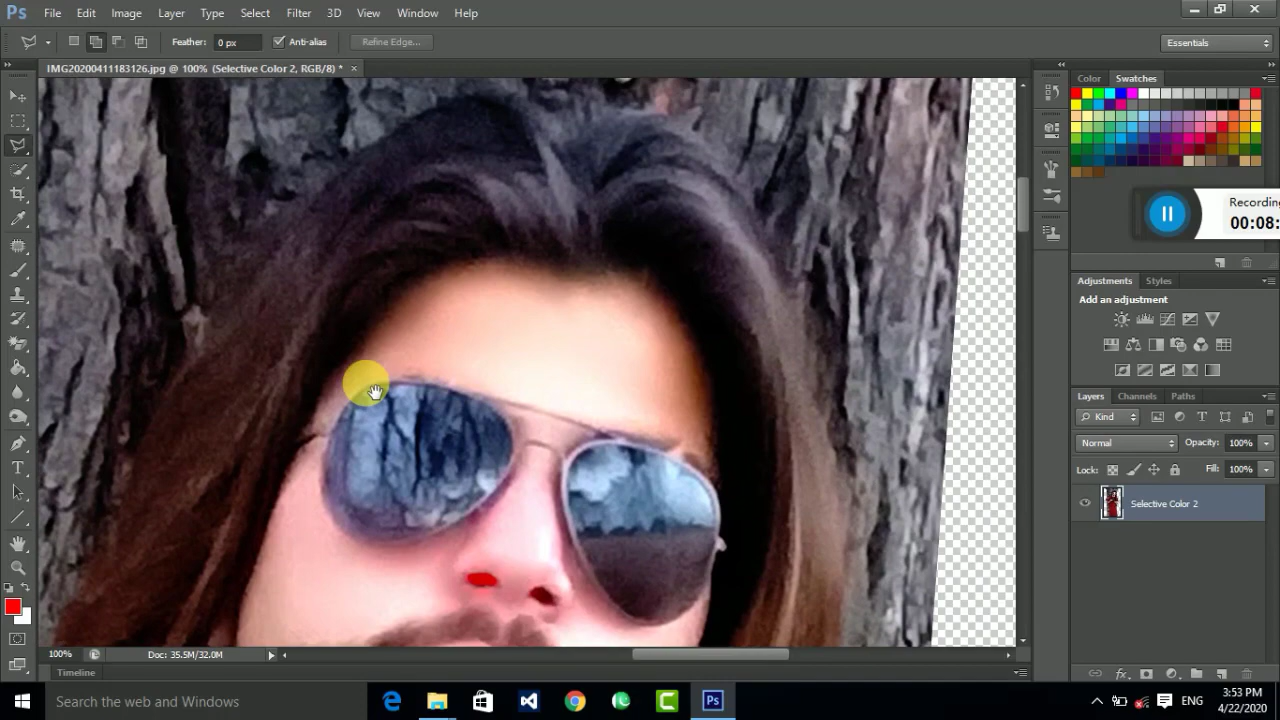 Ps File Edit Image Layer Type Select Filter 3D View Window Help
Feather: 0 px Anti-alias Refine Edge... Essentials
IMG20200411183126.jpg @ 100% (Selective Color 2, RGB/8) * ×
Color Swatches
Recording
00:08:
Adjustments Styles
Add an adjustment
Layers Channels Paths
Kind
Normal Opacity: 100%
Lock: Fill: 100%
Selective Color 2
100% Doc: 35.5M/32.0M
Timeline
Search the web and Windows
Ps
ENG
3:53 PM
4/22/2020